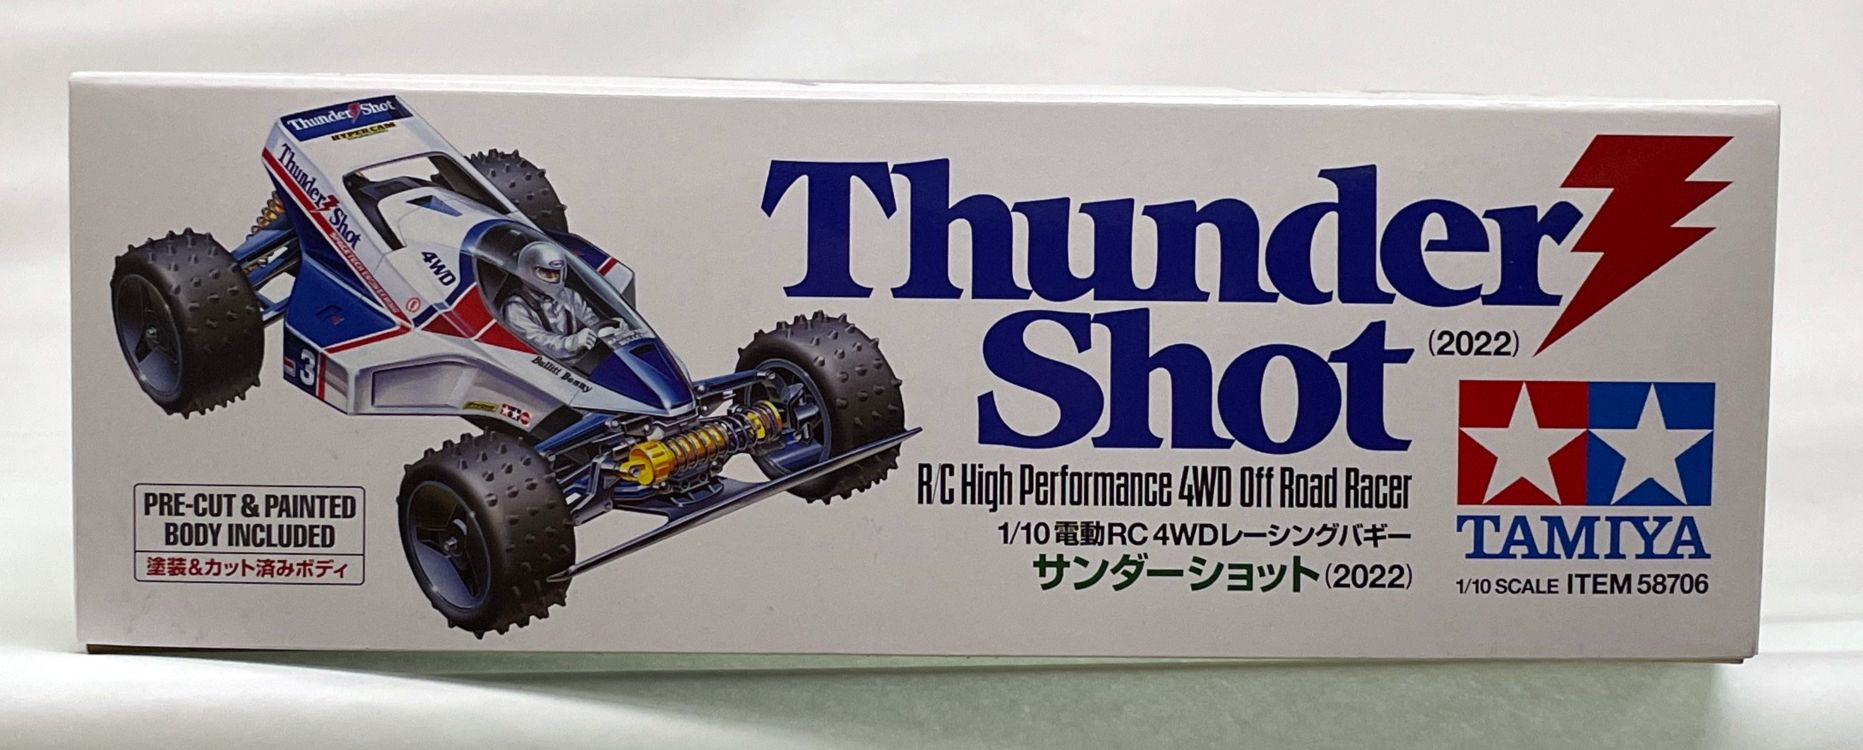 Thunder Shot
HYPERCAM
Thunder Shot
4WD
3
Bullitt Benny
Thunder
Shot
(2022)
R/C High Performance 4WD Off Road Racer
1/10 電動RC 4WDレーシングバギー
サンダーショット(2022)
TAMIYA
1/10 SCALE ITEM 58706
PRE-CUT & PAINTED
BODY INCLUDED
塗装&カット済みボディ